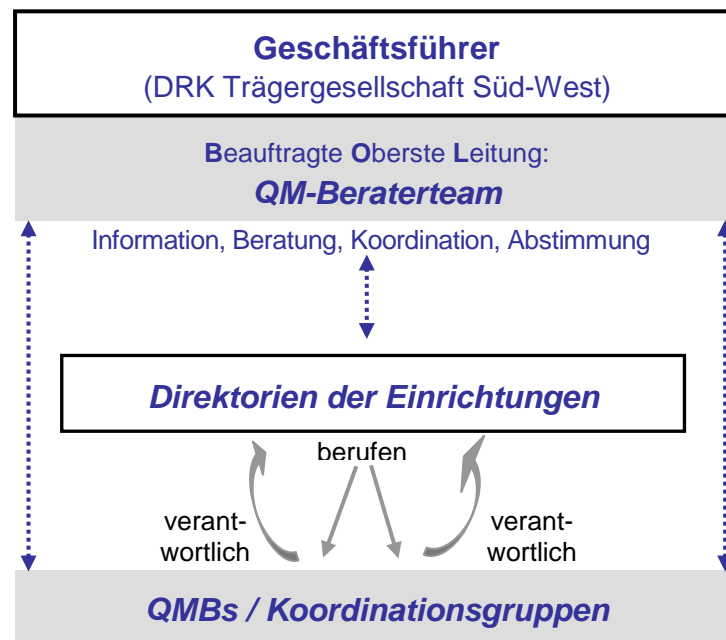 Geschäftsführer
(DRK Trägergesellschaft Süd-West)
Beauftragte Oberste Leitung:
QM-Beraterteam
Information, Beratung, Koordination, Abstimmung
Direktorien der Einrichtungen
berufen
verant-
wortlich
verant-
wortlich
QMBs / Koordinationsgruppen